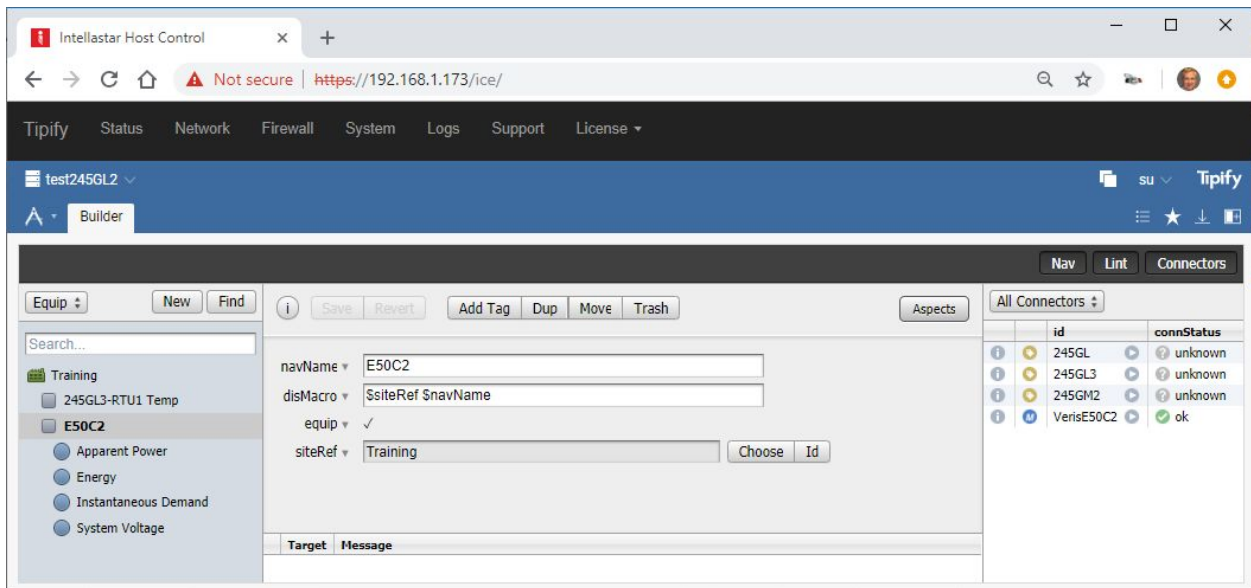 Intellastar Host Control
Not secure | https://192.168.1.173/ice/
Tipify Status Network Firewall System Logs Support License
test245GL2 su Tipify
Builder
Nav Lint Connectors
Equip New Find i Save Revert Add Tag Dup Move Trash Aspects All Connectors
Search...
id connStatus
Training
245GL3-RTU1 Temp
E50C2
Apparent Power
Energy
Instantaneous Demand
System Voltage
navName E50C2
disMacro $siteRef $navName
equip ✓
siteRef Training Choose Id
245GL unknown
245GL3 unknown
245GM2 unknown
VerisE50C2 ok
Target Message